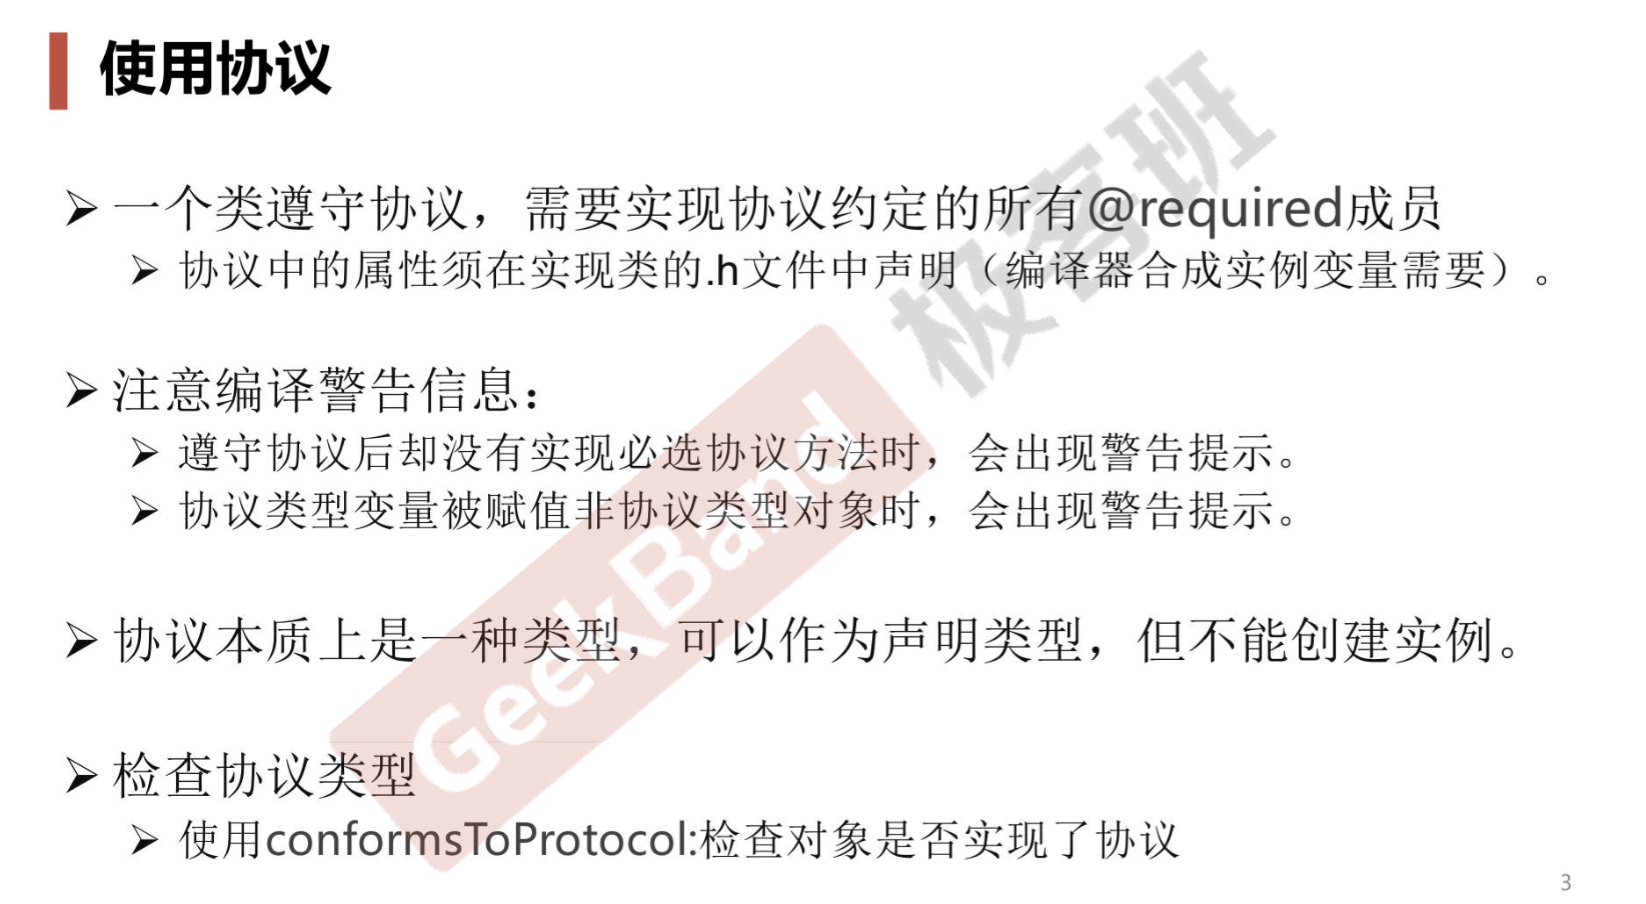 使用协议
一个类遵守协议，需要实现协议约定的所有@required成员
协议中的属性须在实现类的.h文件中声明（编译器合成实例变量需要）。
注意编译警告信息：
遵守协议后却没有实现必选协议方法时，会出现警告提示。
协议类型变量被赋值非协议类型对象时，会出现警告提示。
协议本质上是一种类型，可以作为声明类型，但不能创建实例。
检查协议类型
使用conformsToProtocol:检查对象是否实现了协议
GeekBand 极客班
3